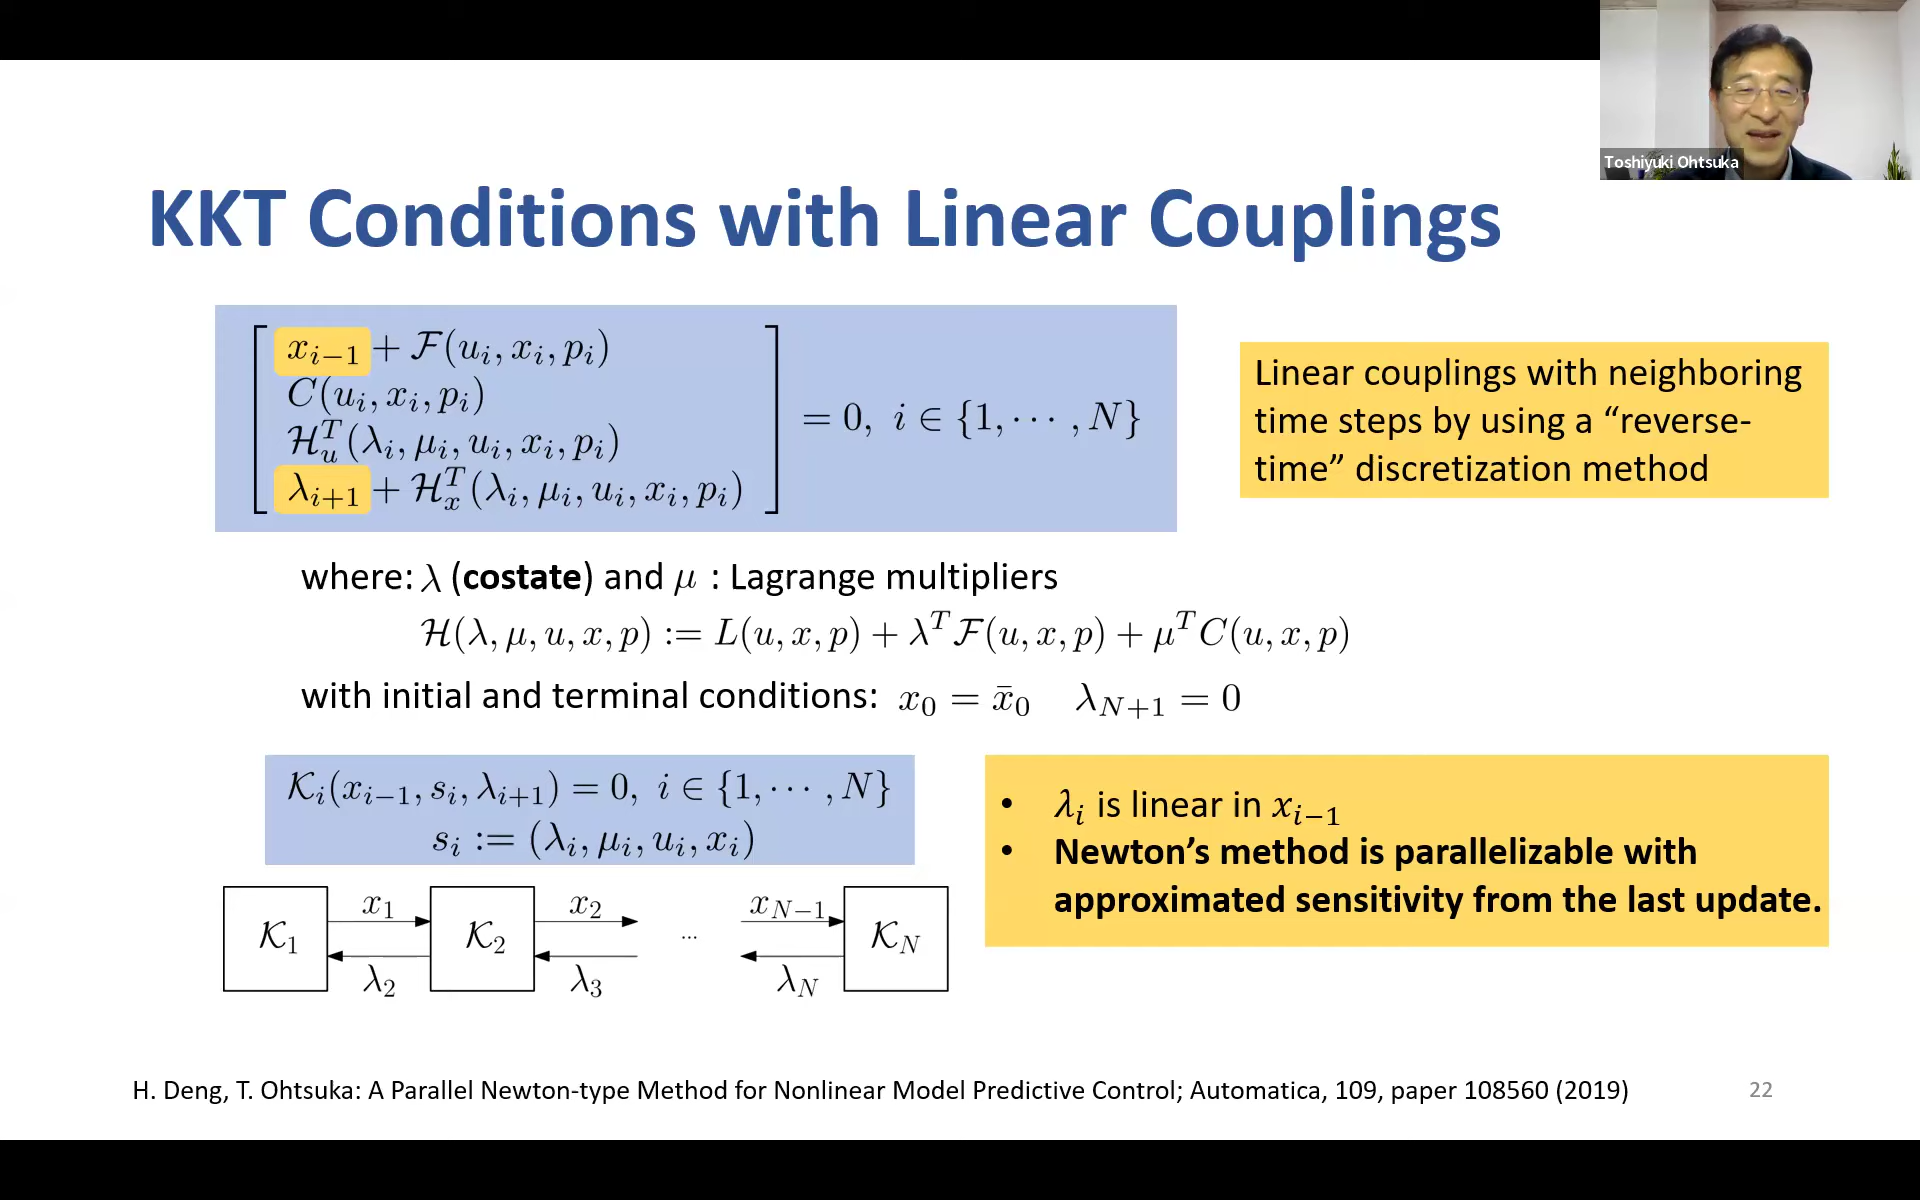 Toshiyuki Ohtsuka
KKT Conditions with Linear Couplings
x_{i−1} + ℱ(u_i, x_i, p_i)
C(u_i, x_i, p_i)
ℋ_u^T(λ_i, μ_i, u_i, x_i, p_i)
λ_{i+1} + ℋ_x^T(λ_i, μ_i, u_i, x_i, p_i)
= 0, i ∈ {1, ⋯ , N}
Linear couplings with neighboring
time steps by using a “reverse-
time” discretization method
where: λ (costate) and μ : Lagrange multipliers
ℋ(λ, μ, u, x, p) := L(u, x, p) + λ^T ℱ(u, x, p) + μ^T C(u, x, p)
with initial and terminal conditions: x_0 = x̄_0 λ_{N+1} = 0
𝒦_i(x_{i−1}, s_i, λ_{i+1}) = 0, i ∈ {1, ⋯ , N}
s_i := (λ_i, μ_i, u_i, x_i)
• λ_i is linear in x_{i−1}
• Newton’s method is parallelizable with
approximated sensitivity from the last update.
x_1 x_2 x_{N−1}
𝒦_1 𝒦_2 ... 𝒦_N
λ_2 λ_3 λ_N
H. Deng, T. Ohtsuka: A Parallel Newton-type Method for Nonlinear Model Predictive Control; Automatica, 109, paper 108560 (2019)
22